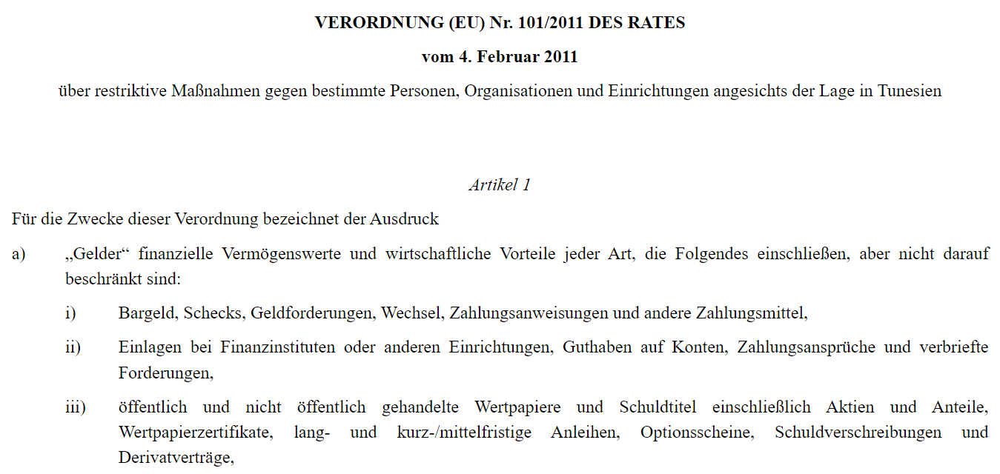 VERORDNUNG (EU) Nr. 101/2011 DES RATES
vom 4. Februar 2011
über restriktive Maßnahmen gegen bestimmte Personen, Organisationen und Einrichtungen angesichts der Lage in Tunesien
Artikel 1
Für die Zwecke dieser Verordnung bezeichnet der Ausdruck
a) „Gelder“ finanzielle Vermögenswerte und wirtschaftliche Vorteile jeder Art, die Folgendes einschließen, aber nicht darauf
beschränkt sind:
i) Bargeld, Schecks, Geldforderungen, Wechsel, Zahlungsanweisungen und andere Zahlungsmittel,
ii) Einlagen bei Finanzinstituten oder anderen Einrichtungen, Guthaben auf Konten, Zahlungsansprüche und verbriefte
Forderungen,
iii) öffentlich und nicht öffentlich gehandelte Wertpapiere und Schuldtitel einschließlich Aktien und Anteile,
Wertpapierzertifikate, lang- und kurz-/mittelfristige Anleihen, Optionsscheine, Schuldverschreibungen und
Derivatverträge,